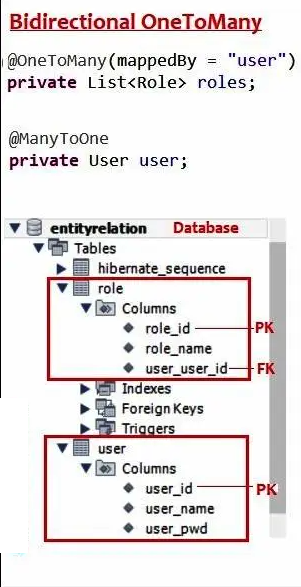 Bidirectional OneToMany
@OneToMany(mappedBy = "user")
private List<Role> roles;
@ManyToOne
private User user;
entityrelation Database
Tables
hibernate_sequence
role
Columns
role_id PK
role_name
user_user_id FK
Indexes
Foreign Keys
Triggers
user
Columns
user_id PK
user_name
user_pwd